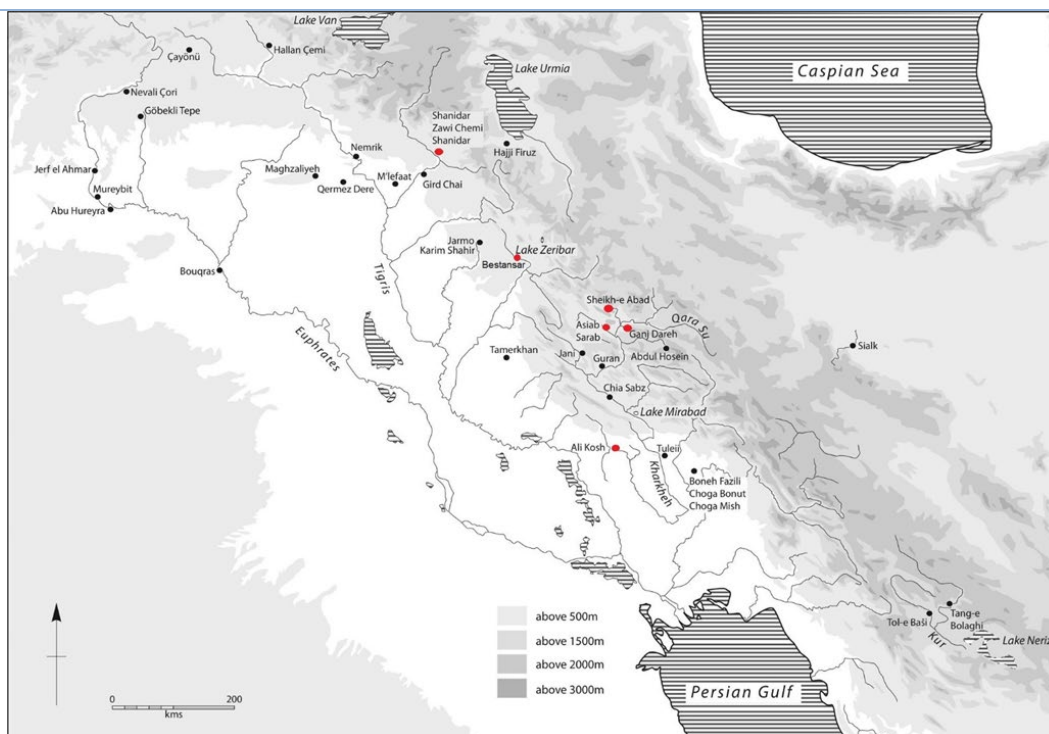 Lake Van
Caspian Sea
Hallan Çemi
Çayönü
Lake Urmia
Nevali Çori
Göbekli Tepe
Shanidar
Zawi Chemi
Shanidar
Nemrik
Hajji Firuz
Jerf el Ahmar
Maghzaliyeh
M'lefaat
Qermez Dere
Gird Chai
Mureybit
Abu Hureyra
Jarmo
Karim Shahir
Lake Zeribar
Bestansar
Bouqras
Tigris
Sheikh-e Abad
Qara Su
Euphrates
Asiab
Sarab
Ganj Dareh
Sialk
Tamerkhan
Jani
Guran
Abdul Hosein
Chia Sabz
Lake Mirabad
Ali Kosh
Tuleii
Kharkheh
Boneh Fazili
Choga Bonut
Choga Mish
above 500m
above 1500m
above 2000m
above 3000m
Tol-e Baši
Tang-e
Bolaghi
Kur
Lake Neriz
0 200
kms
Persian Gulf